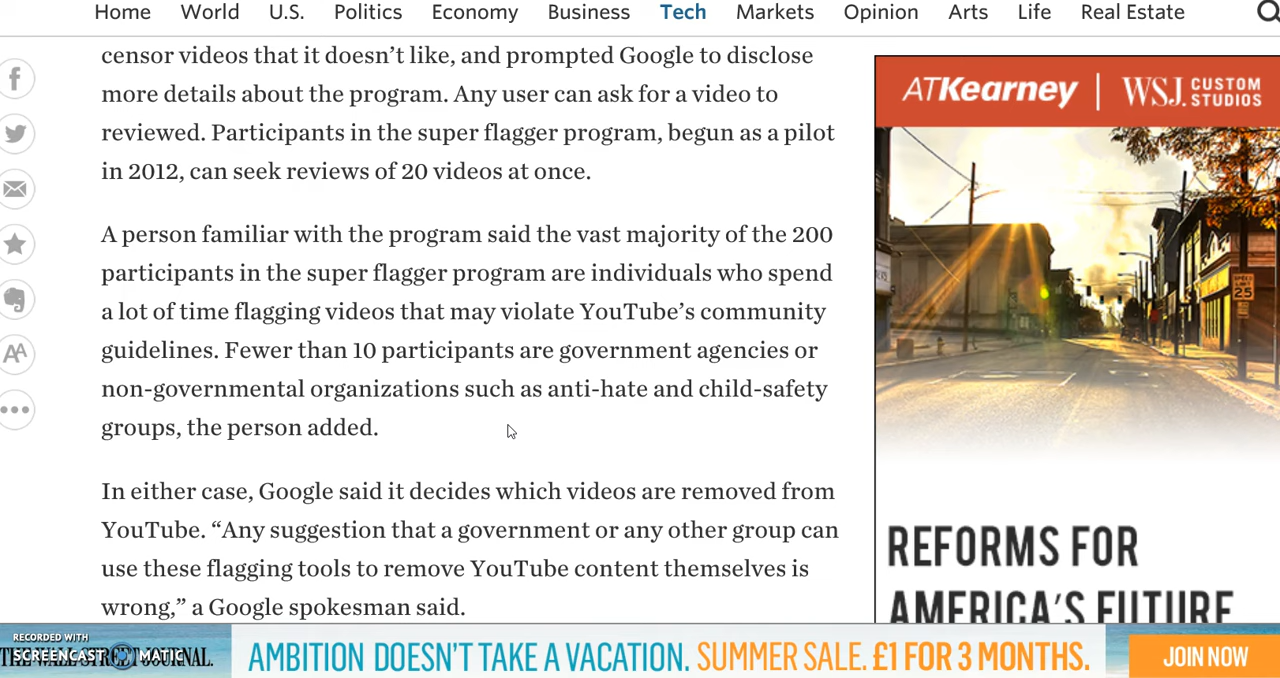 Home World U.S. Politics Economy Business Tech Markets Opinion Arts Life Real Estate
censor videos that it doesn’t like, and prompted Google to disclose
more details about the program. Any user can ask for a video to
reviewed. Participants in the super flagger program, begun as a pilot
in 2012, can seek reviews of 20 videos at once.
A person familiar with the program said the vast majority of the 200
participants in the super flagger program are individuals who spend
a lot of time flagging videos that may violate YouTube’s community
guidelines. Fewer than 10 participants are government agencies or
non-governmental organizations such as anti-hate and child-safety
groups, the person added.
In either case, Google said it decides which videos are removed from
YouTube. “Any suggestion that a government or any other group can
use these flagging tools to remove YouTube content themselves is
wrong,” a Google spokesman said.
AA
ATKearney | WSJ. CUSTOM
STUDIOS
SPEED
LIMIT
25
REFORMS FOR
AMERICA’S FUTURE
RECORDED WITH
SCREENCAST MATIC
THE WALL STREET JOURNAL.
AMBITION DOESN’T TAKE A VACATION. SUMMER SALE. £1 FOR 3 MONTHS.
JOIN NOW